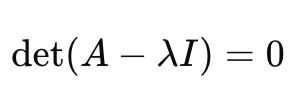 det(A − λI) = 0